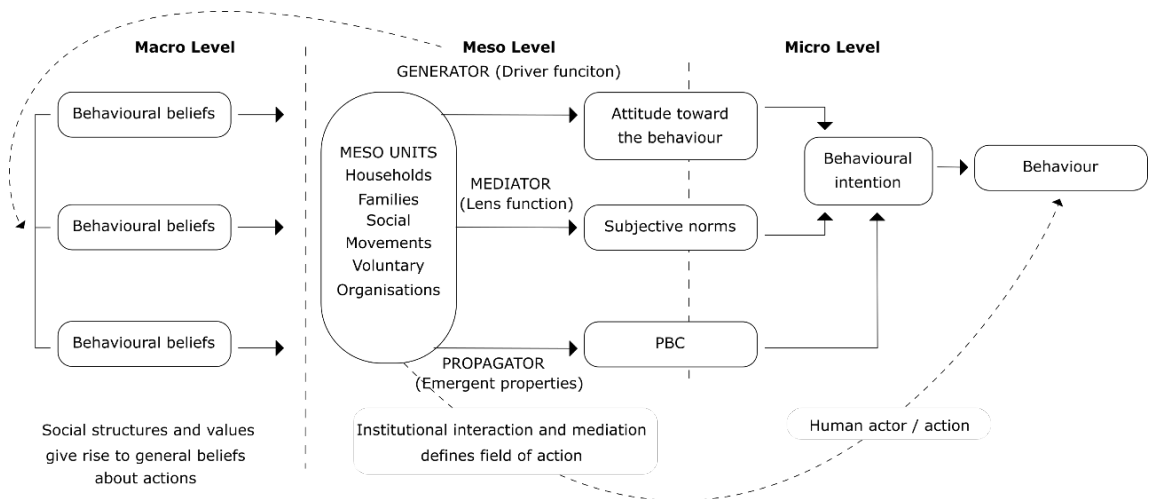 Macro Level
Meso Level
Micro Level
GENERATOR (Driver funciton)
Behavioural beliefs
Behavioural beliefs
Behavioural beliefs
MESO UNITS
Households
Families
Social
Movements
Voluntary
Organisations
MEDIATOR
(Lens function)
PROPAGATOR
(Emergent properties)
Attitude toward
the behaviour
Subjective norms
PBC
Behavioural
intention
Behaviour
Social structures and values
give rise to general beliefs
about actions
Institutional interaction and mediation
defines field of action
Human actor / action